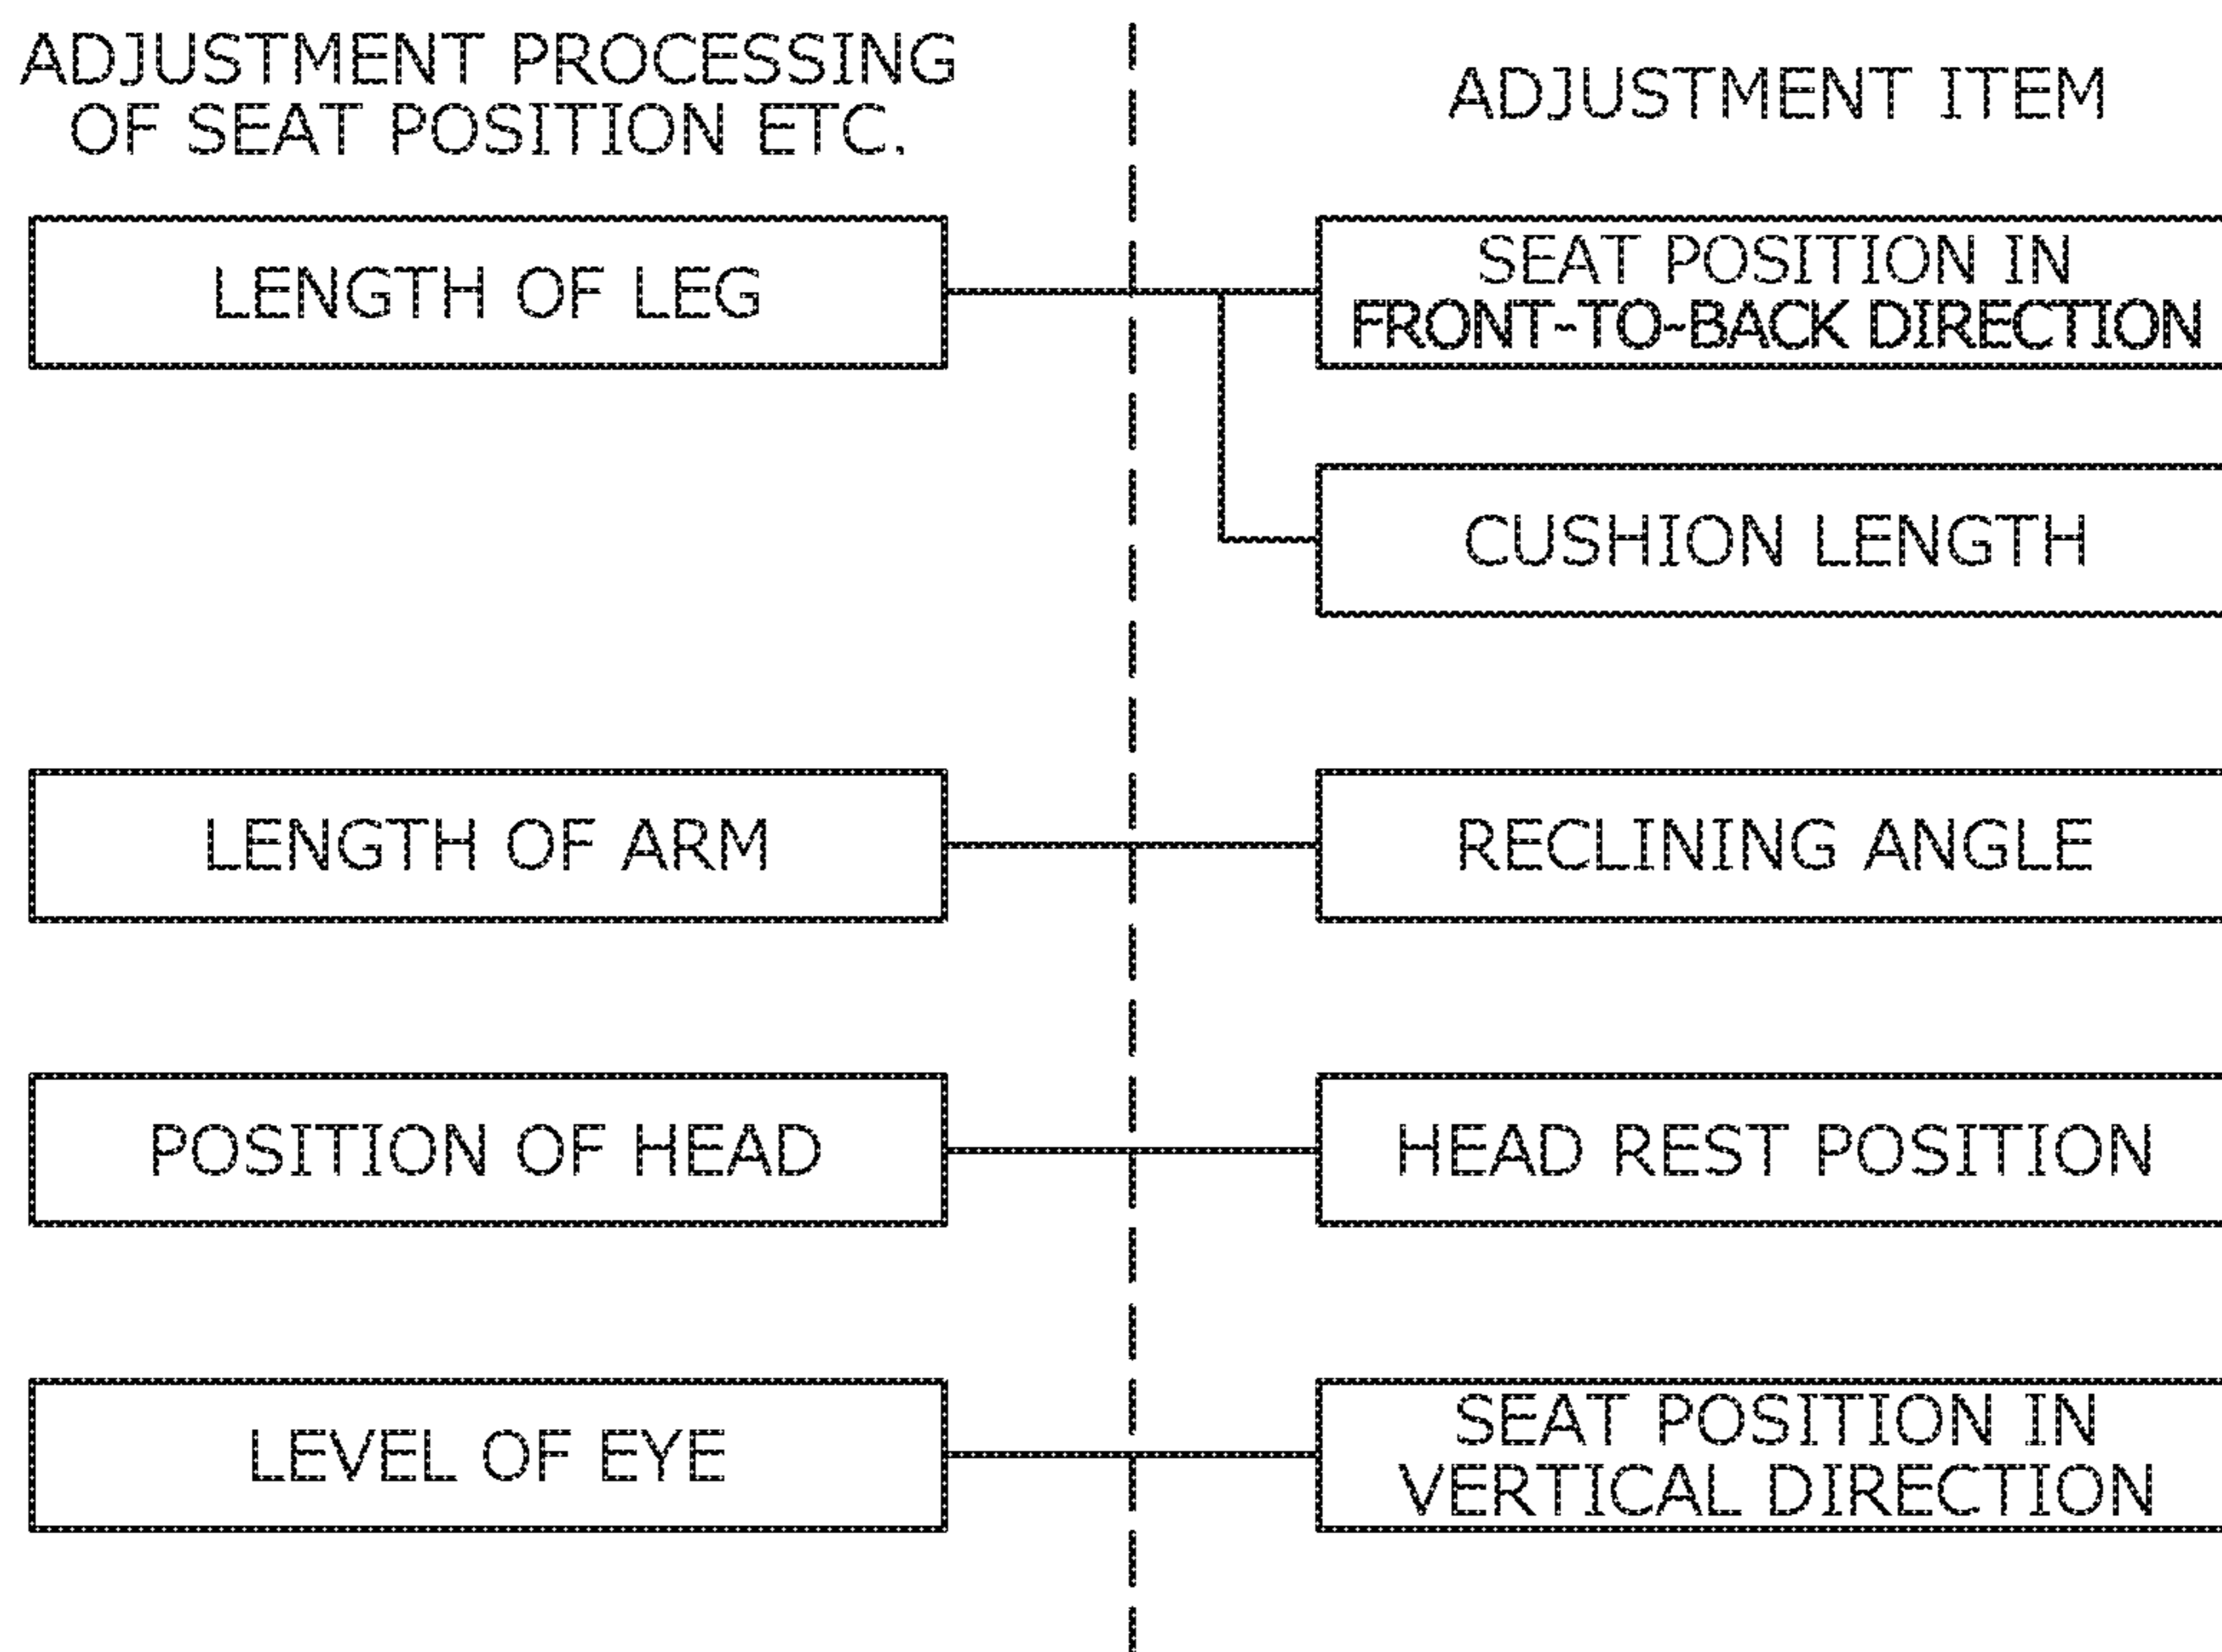 ADJUSTMENT PROCESSING
OF SEAT POSITION ETC.
ADJUSTMENT ITEM
LENGTH OF LEG
SEAT POSITION IN
FRONT-TO-BACK DIRECTION
CUSHION LENGTH
LENGTH OF ARM
RECLINING ANGLE
POSITION OF HEAD
HEAD REST POSITION
LEVEL OF EYE
SEAT POSITION IN
VERTICAL DIRECTION